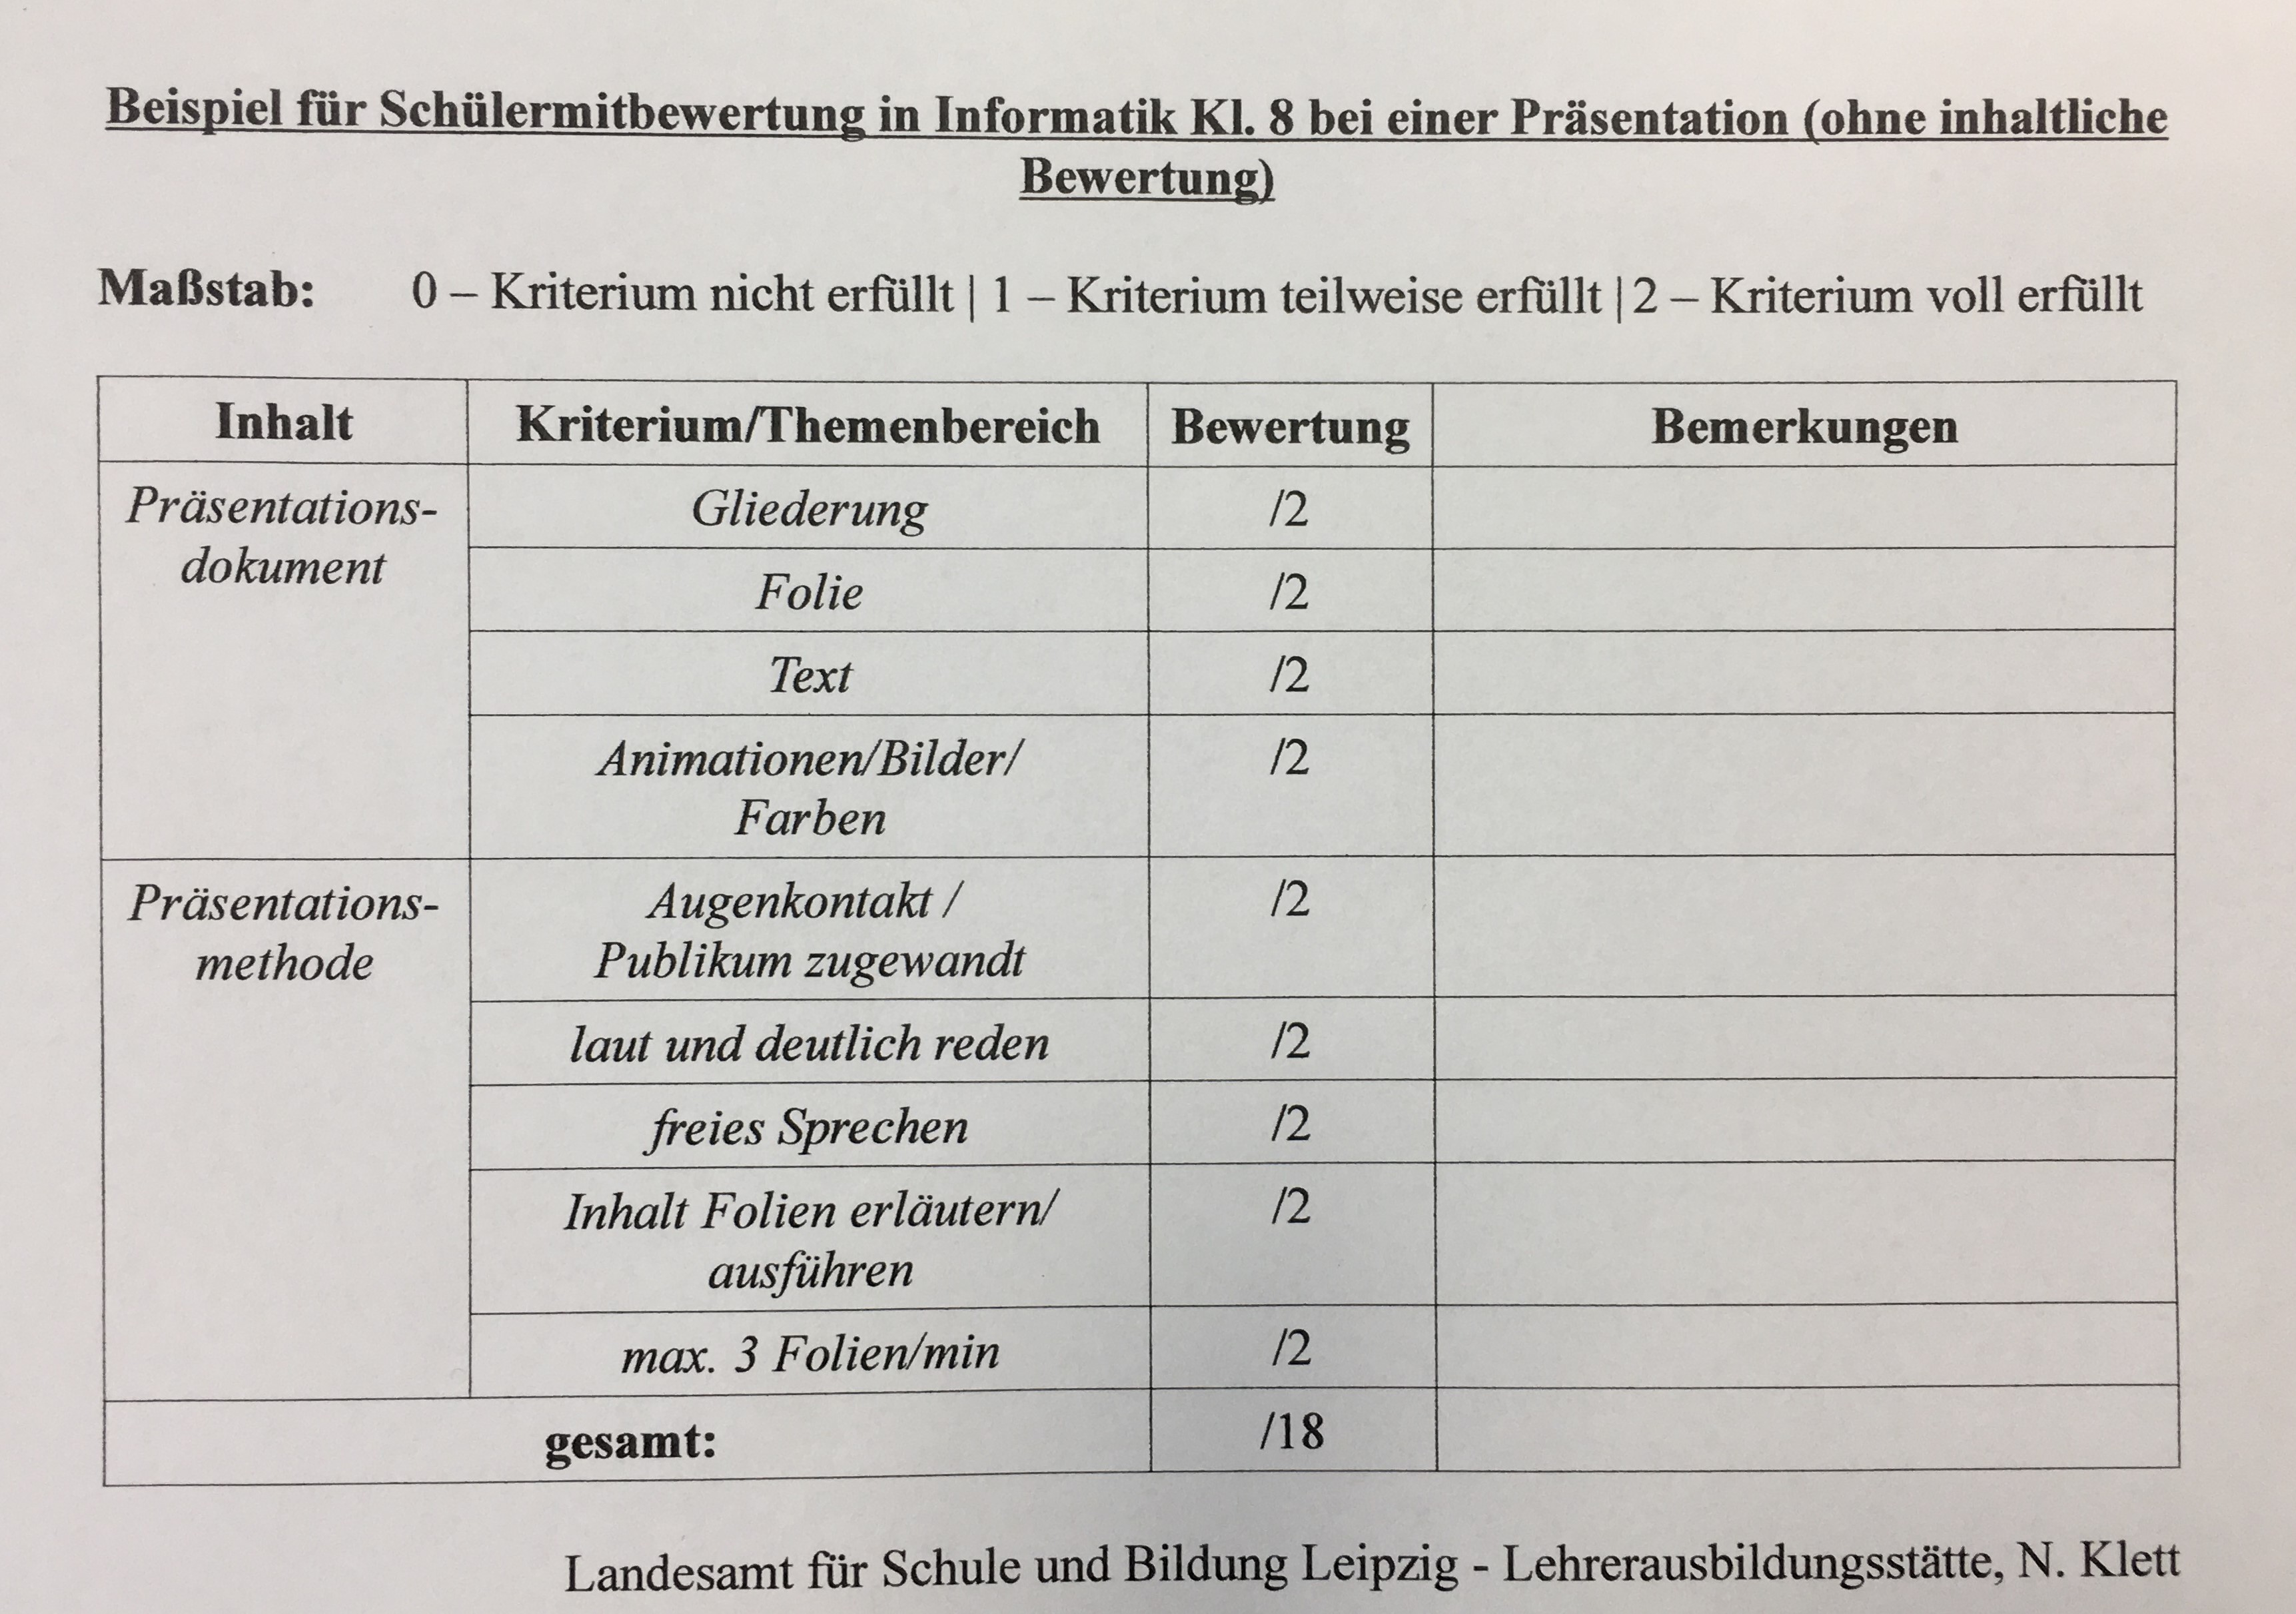 Beispiel für Schülermitbewertung in Informatik Kl. 8 bei einer Präsentation (ohne inhaltliche
Bewertung)
Maßstab: 0 – Kriterium nicht erfüllt | 1 – Kriterium teilweise erfüllt | 2 – Kriterium voll erfüllt
Inhalt Kriterium/Themenbereich Bewertung Bemerkungen
Präsentations- Gliederung /2
dokument
Folie /2
Text /2
Animationen/Bilder/ /2
Farben
Präsentations- Augenkontakt / /2
methode Publikum zugewandt
laut und deutlich reden /2
freies Sprechen /2
Inhalt Folien erläutern/ /2
ausführen
max. 3 Folien/min /2
gesamt: /18
Landesamt für Schule und Bildung Leipzig - Lehrerausbildungsstätte, N. Klett